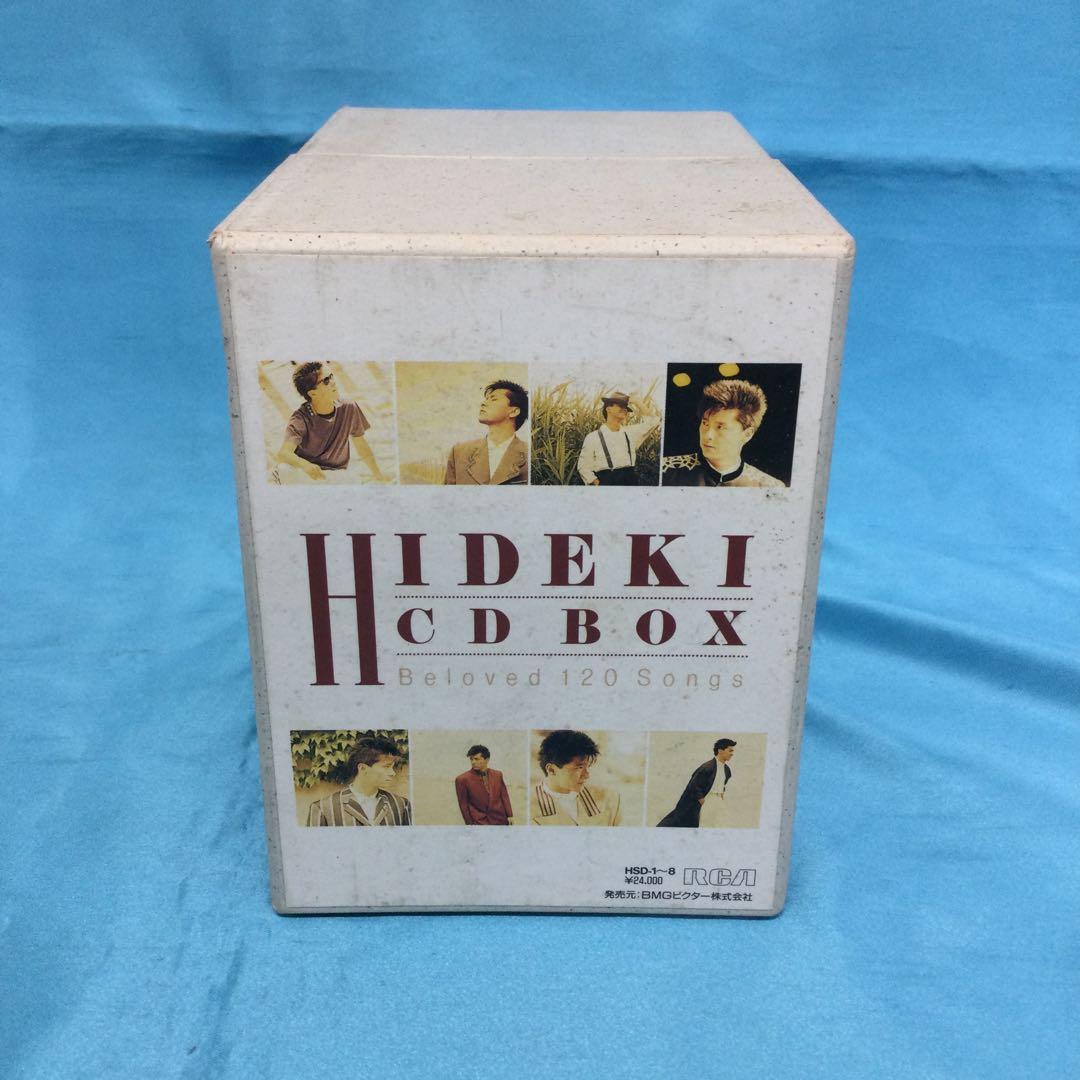 HIDEKI
CD BOX
Beloved 120 Songs
HSD-1〜8
¥24,000
RCA
発売元:BMGビクター株式会社